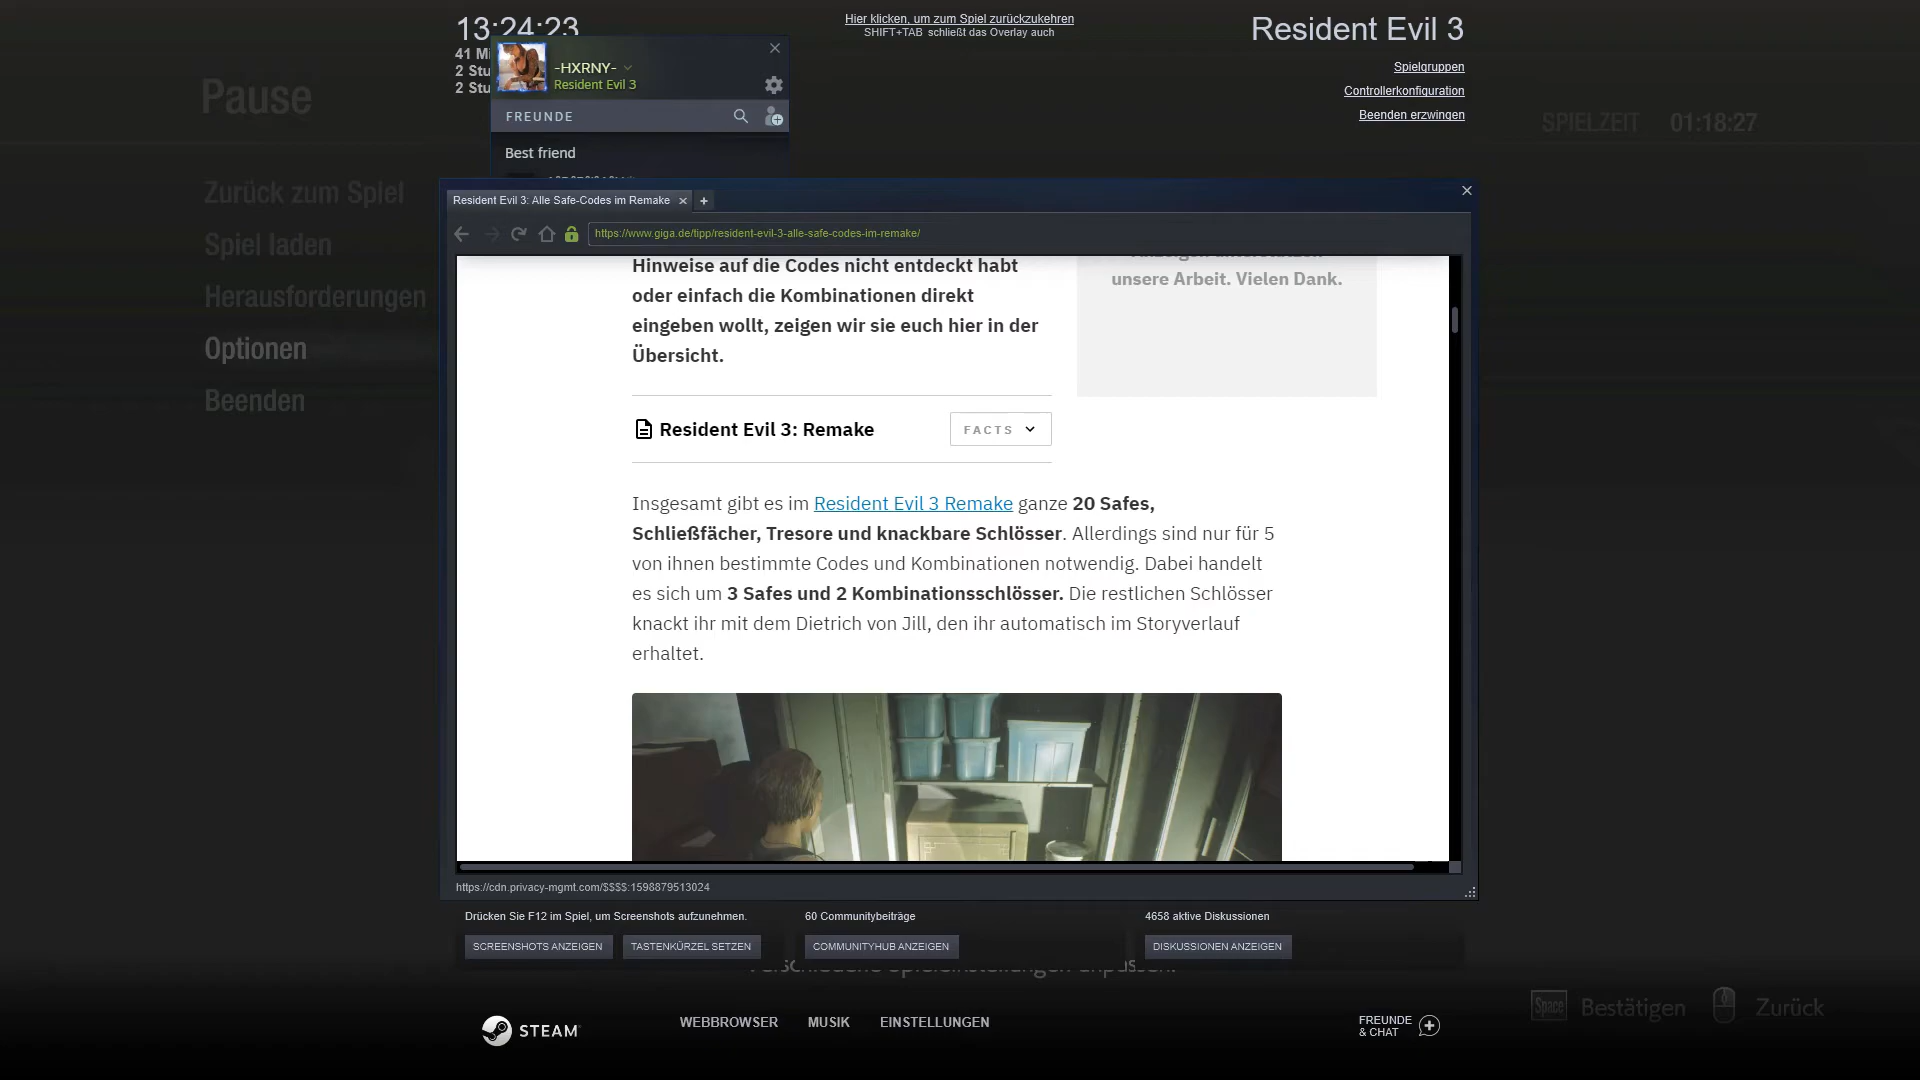 13:24:23
Hier klicken, um zum Spiel zurückzukehren
SHIFT+TAB schließt das Overlay auch
Resident Evil 3
41
2
2
Spielgruppen
Controllerkonfiguration
Beenden erzwingen
-HXRNY-
Resident Evil 3
FREUNDE
Best friend
Pause
SPIELZEIT 01:18:27
Zurück zum Spiel
Spiel laden
Herausforderungen
Optionen
Beenden
Resident Evil 3: Alle Safe-Codes im Remake
https://www.giga.de/tipp/resident-evil-3-alle-safe-codes-im-remake/
Hinweise auf die Codes nicht entdeckt habt
oder einfach die Kombinationen direkt
eingeben wollt, zeigen wir sie euch hier in der
Übersicht.
unsere Arbeit. Vielen Dank.
Resident Evil 3: Remake
FACTS
Insgesamt gibt es im Resident Evil 3 Remake ganze 20 Safes,
Schließfächer, Tresore und knackbare Schlösser. Allerdings sind nur für 5
von ihnen bestimmte Codes und Kombinationen notwendig. Dabei handelt
es sich um 3 Safes und 2 Kombinationsschlösser. Die restlichen Schlösser
knackt ihr mit dem Dietrich von Jill, den ihr automatisch im Storyverlauf
erhaltet.
https://cdn.privacy-mgmt.com/$$$$:1598879513024
Drücken Sie F12 im Spiel, um Screenshots aufzunehmen.
60 Communitybeiträge
4658 aktive Diskussionen
SCREENSHOTS ANZEIGEN
TASTENKÜRZEL SETZEN
COMMUNITYHUB ANZEIGEN
DISKUSSIONEN ANZEIGEN
Space Bestätigen
Zurück
STEAM
WEBBROWSER
MUSIK
EINSTELLUNGEN
FREUNDE
& CHAT